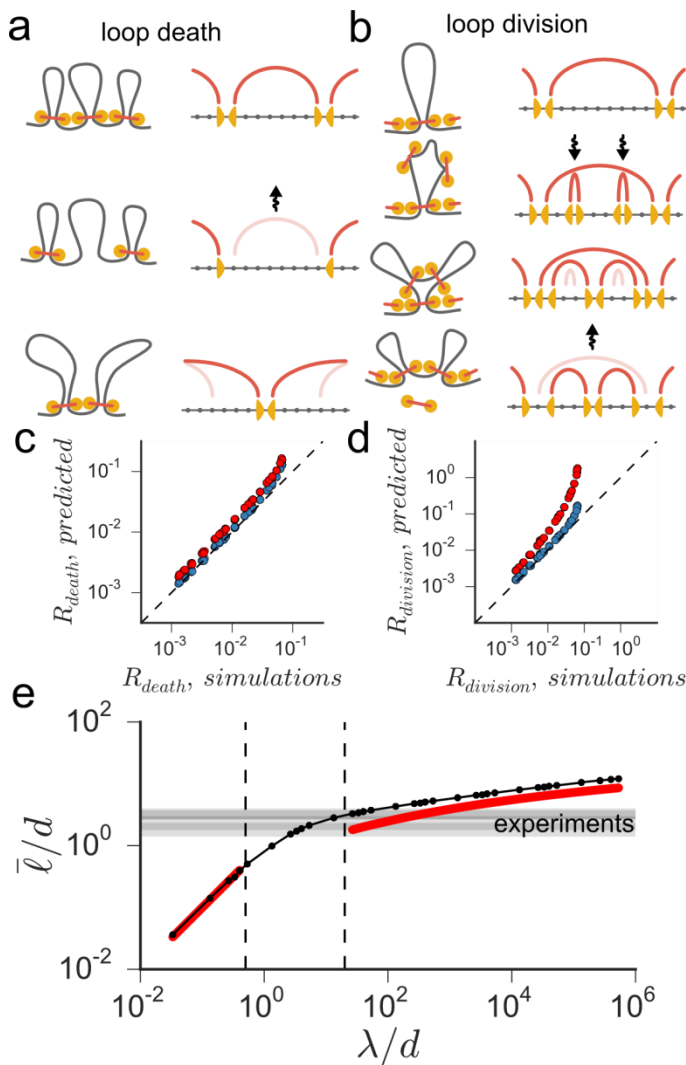 a
loop death
b
loop division
c
R_death, predicted
10^-1
10^-2
10^-3
10^-3 10^-2 10^-1
R_death, simulations
d
R_division, predicted
10^0
10^-1
10^-2
10^-3
10^-3 10^-2 10^-1 10^0
R_division, simulations
e
ℓ̄/d
10^2
10^0
10^-2
experiments
10^-2 10^0 10^2 10^4 10^6
λ/d